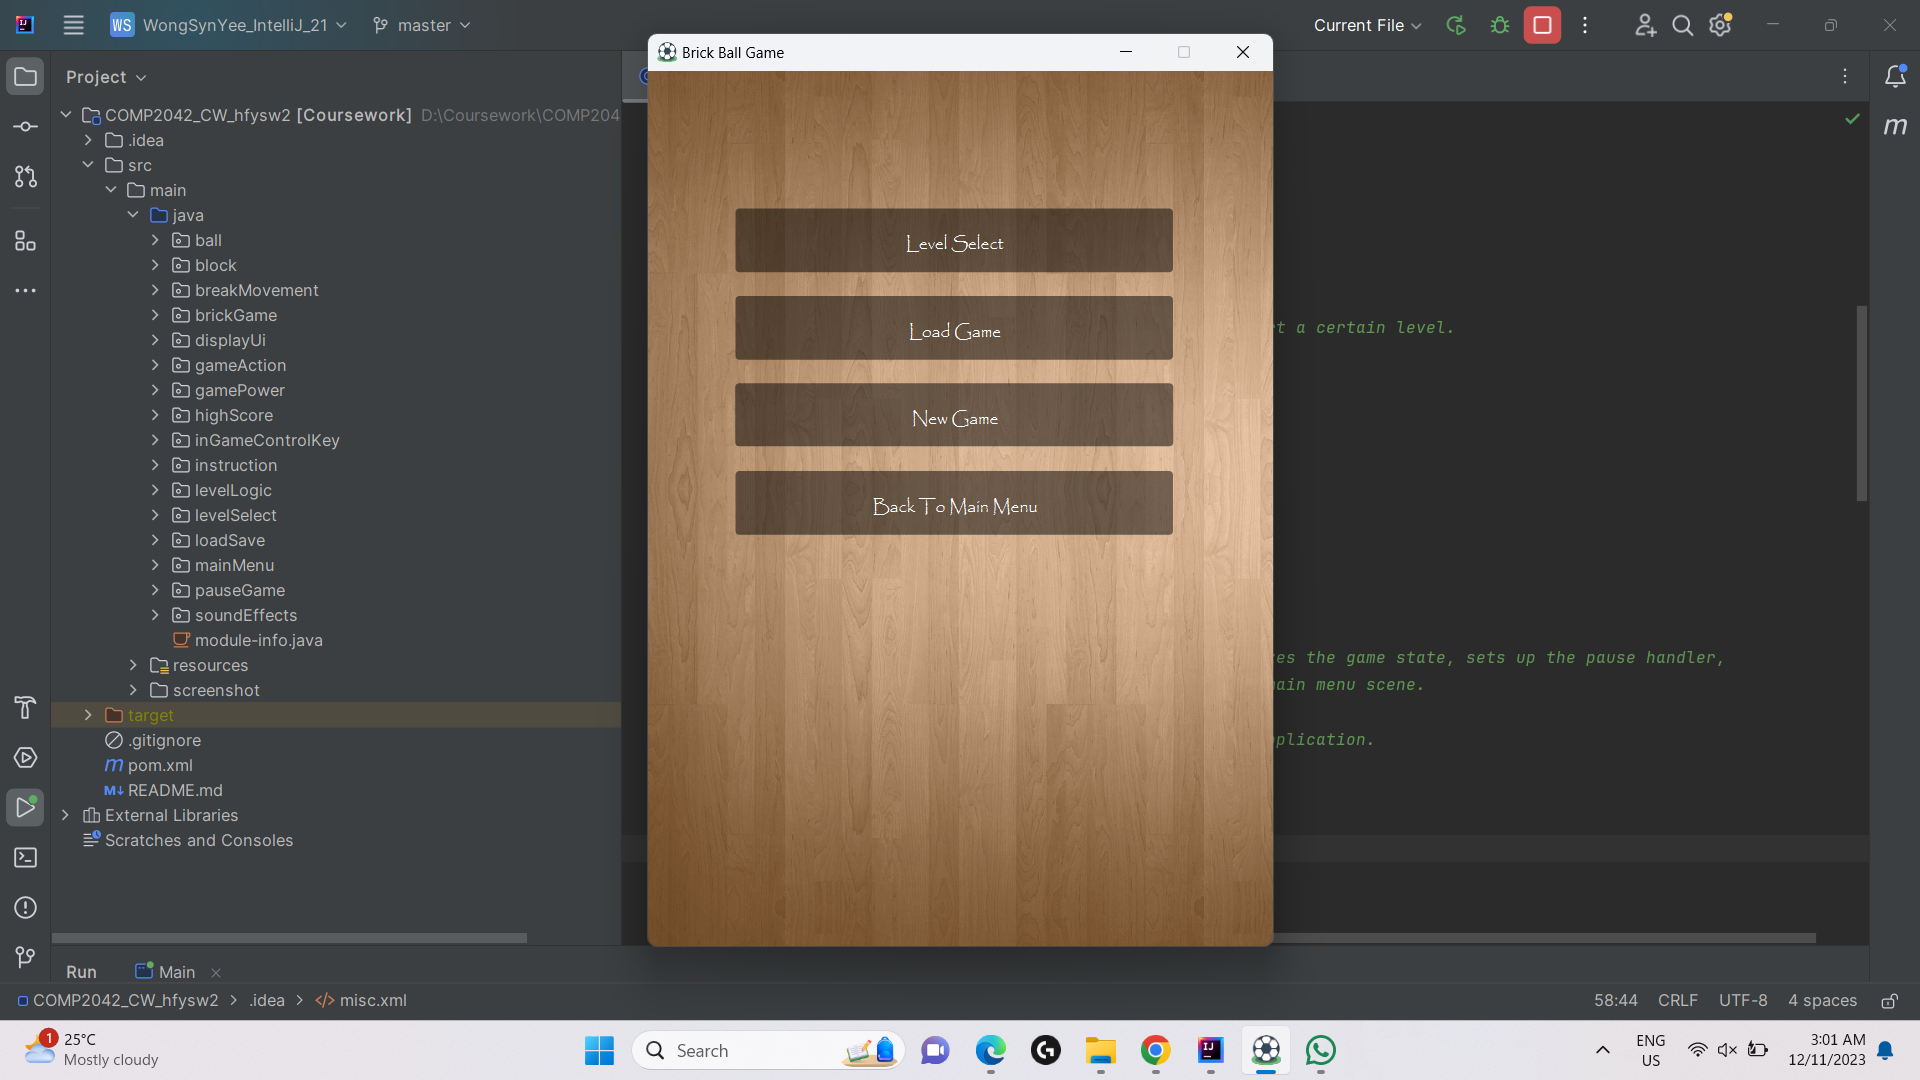 WS WongSynYee_IntelliJ_21 master Current File
Project
COMP2042_CW_hfysw2 [Coursework] D:\Coursework\COMP204
.idea
src
main
java
ball
block
breakMovement
brickGame
displayUi
gameAction
gamePower
highScore
inGameControlKey
instruction
levelLogic
levelSelect
loadSave
mainMenu
pauseGame
soundEffects
module-info.java
resources
screenshot
target
.gitignore
pom.xml
README.md
External Libraries
Scratches and Consoles
Brick Ball Game
Level Select
Load Game
New Game
Back To Main Menu
t a certain level.
es the game state, sets up the pause handler,
ain menu scene.
plication.
Run Main
COMP2042_CW_hfysw2 > .idea > misc.xml
58:44 CRLF UTF-8 4 spaces
1
25°C
Mostly cloudy
Search
ENG
US
3:01 AM
12/11/2023